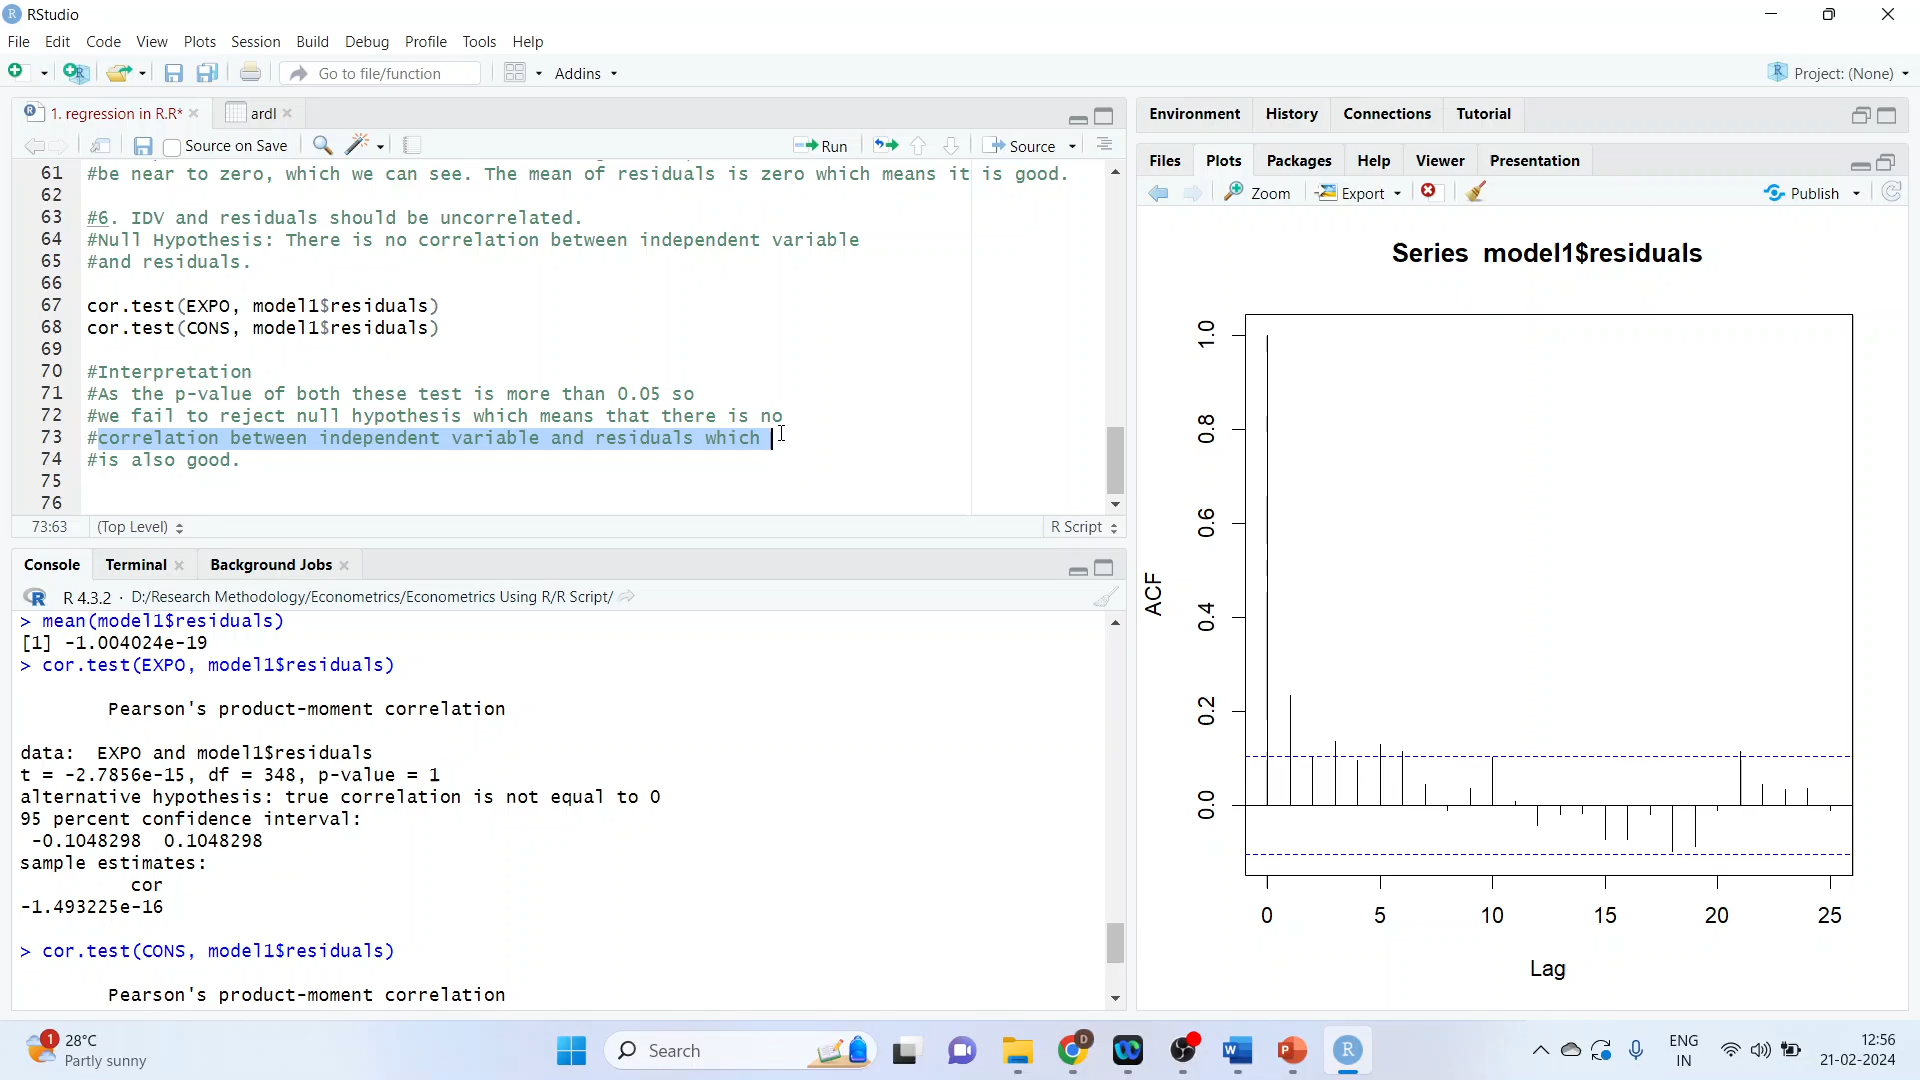 RStudio
File Edit Code View Plots Session Build Debug Profile Tools Help
Go to file/function Addins Project: (None)
1. regression in R.R* ardl
Source on Save Run Source
61 #be near to zero, which we can see. The mean of residuals is zero which means it is good.
62
63 #6. IDV and residuals should be uncorrelated.
64 #Null Hypothesis: There is no correlation between independent variable
65 #and residuals.
66
67 cor.test(EXPO, model1$residuals)
68 cor.test(CONS, model1$residuals)
69
70 #Interpretation
71 #As the p-value of both these test is more than 0.05 so
72 #we fail to reject null hypothesis which means that there is no
73 #correlation between independent variable and residuals which
74 #is also good.
75
76
73:63 (Top Level) R Script
Console Terminal Background Jobs
R 4.3.2 · D:/Research Methodology/Econometrics/Econometrics Using R/R Script/
> mean(model1$residuals)
[1] -1.004024e-19
> cor.test(EXPO, model1$residuals)
Pearson's product-moment correlation
data: EXPO and model1$residuals
t = -2.7856e-15, df = 348, p-value = 1
alternative hypothesis: true correlation is not equal to 0
95 percent confidence interval:
-0.1048298 0.1048298
sample estimates:
cor
-1.493225e-16
> cor.test(CONS, model1$residuals)
Pearson's product-moment correlation
Environment History Connections Tutorial
Files Plots Packages Help Viewer Presentation
Zoom Export Publish
Series model1$residuals
ACF
1.0
0.8
0.6
0.4
0.2
0.0
0 5 10 15 20 25
Lag
1
28°C
Partly sunny
Search
D
W
P
R
ENG
IN
12:56
21-02-2024